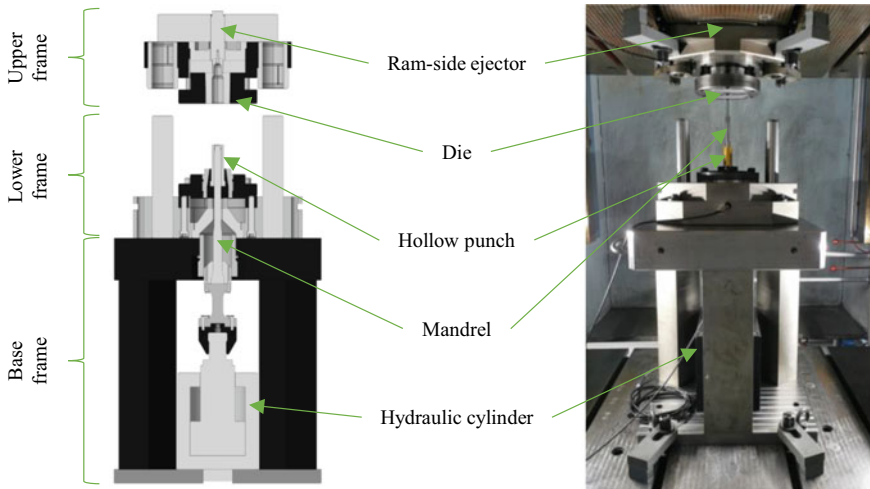 Upper
frame
Lower
frame
Base
frame
Ram-side ejector
Die
Hollow punch
Mandrel
Hydraulic cylinder